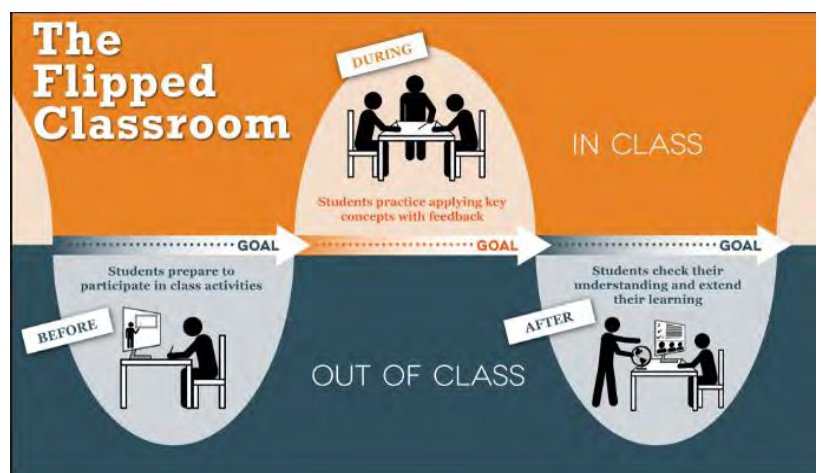 The
Flipped
Classroom
DURING
IN CLASS
Students practice applying key
concepts with feedback
GOAL
GOAL
GOAL
Students prepare to
participate in class activities
BEFORE
Students check their
understanding and extend
their learning
AFTER
OUT OF CLASS